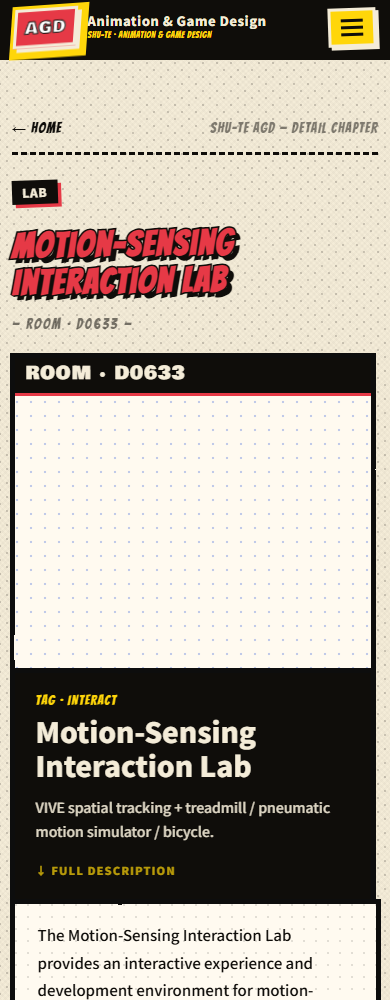 AGD
Animation & Game Design
SHU-TE · ANIMATION & GAME DESIGN
← HOME
SHU-TE AGD — DETAIL CHAPTER
LAB
MOTION-SENSING
INTERACTION LAB
— ROOM · D0633 —
ROOM · D0633
TAG · INTERACT
Motion-Sensing
Interaction Lab
VIVE spatial tracking + treadmill / pneumatic
motion simulator / bicycle.
↓ FULL DESCRIPTION
The Motion-Sensing Interaction Lab
provides an interactive experience and
development environment for motion-